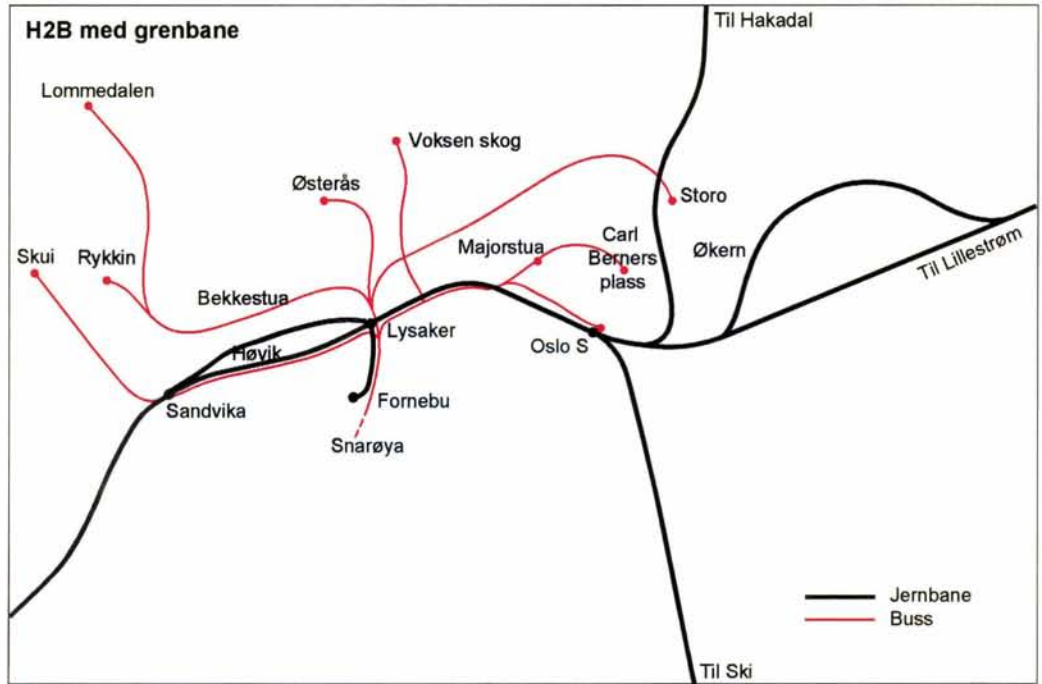 H2B med grenbane
Til Hakadal
Lommedalen
Voksen skog
Østerås
Storo
Skui
Rykkin
Majorstua
Carl
Berners
plass
Økern
Til Lillestrøm
Bekkestua
Lysaker
Høvik
Oslo S
Sandvika
Fornebu
Snarøya
Jernbane
Buss
Til Ski